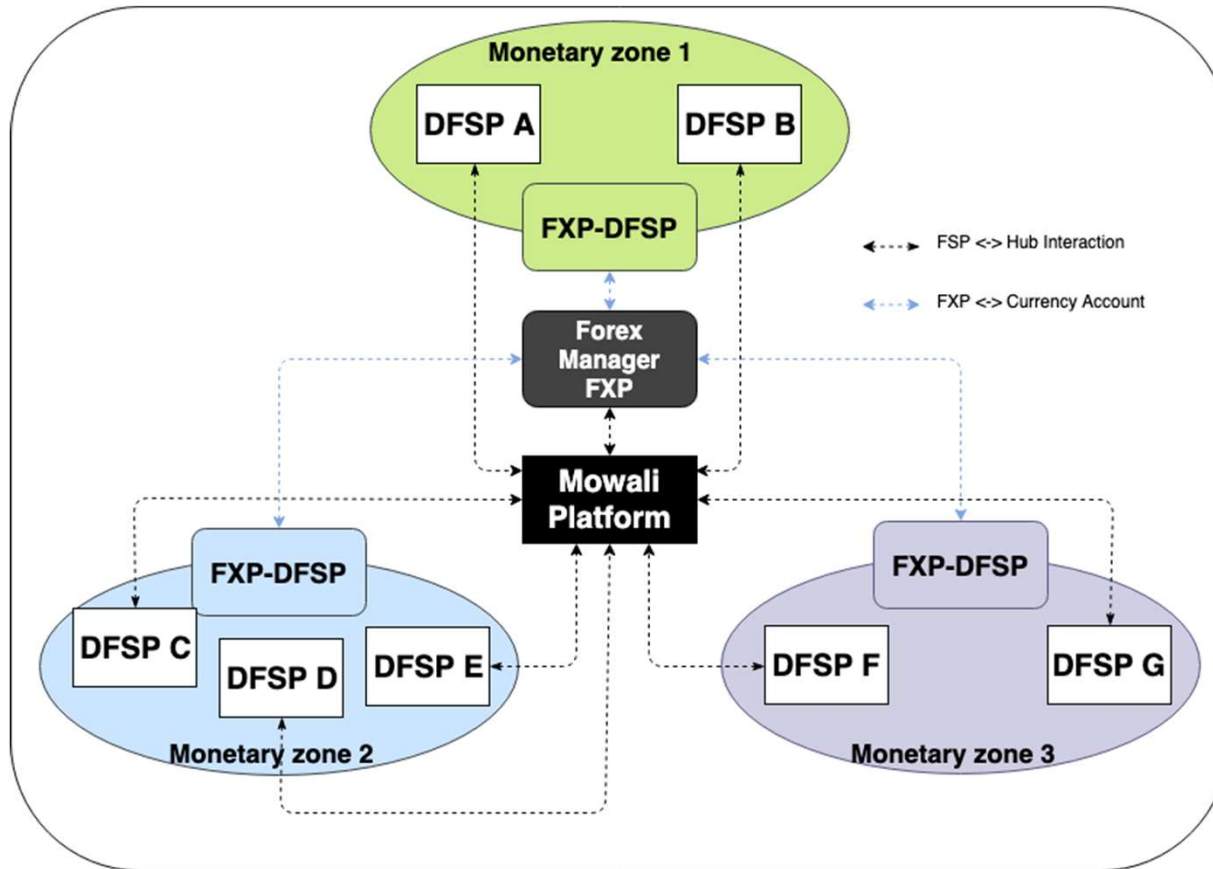 Monetary zone 1
DFSP A
DFSP B
FXP-DFSP
FSP <-> Hub Interaction
FXP <-> Currency Account
Forex
Manager
FXP
Mowali
Platform
FXP-DFSP
FXP-DFSP
DFSP C
DFSP D
DFSP E
DFSP F
DFSP G
Monetary zone 2
Monetary zone 3